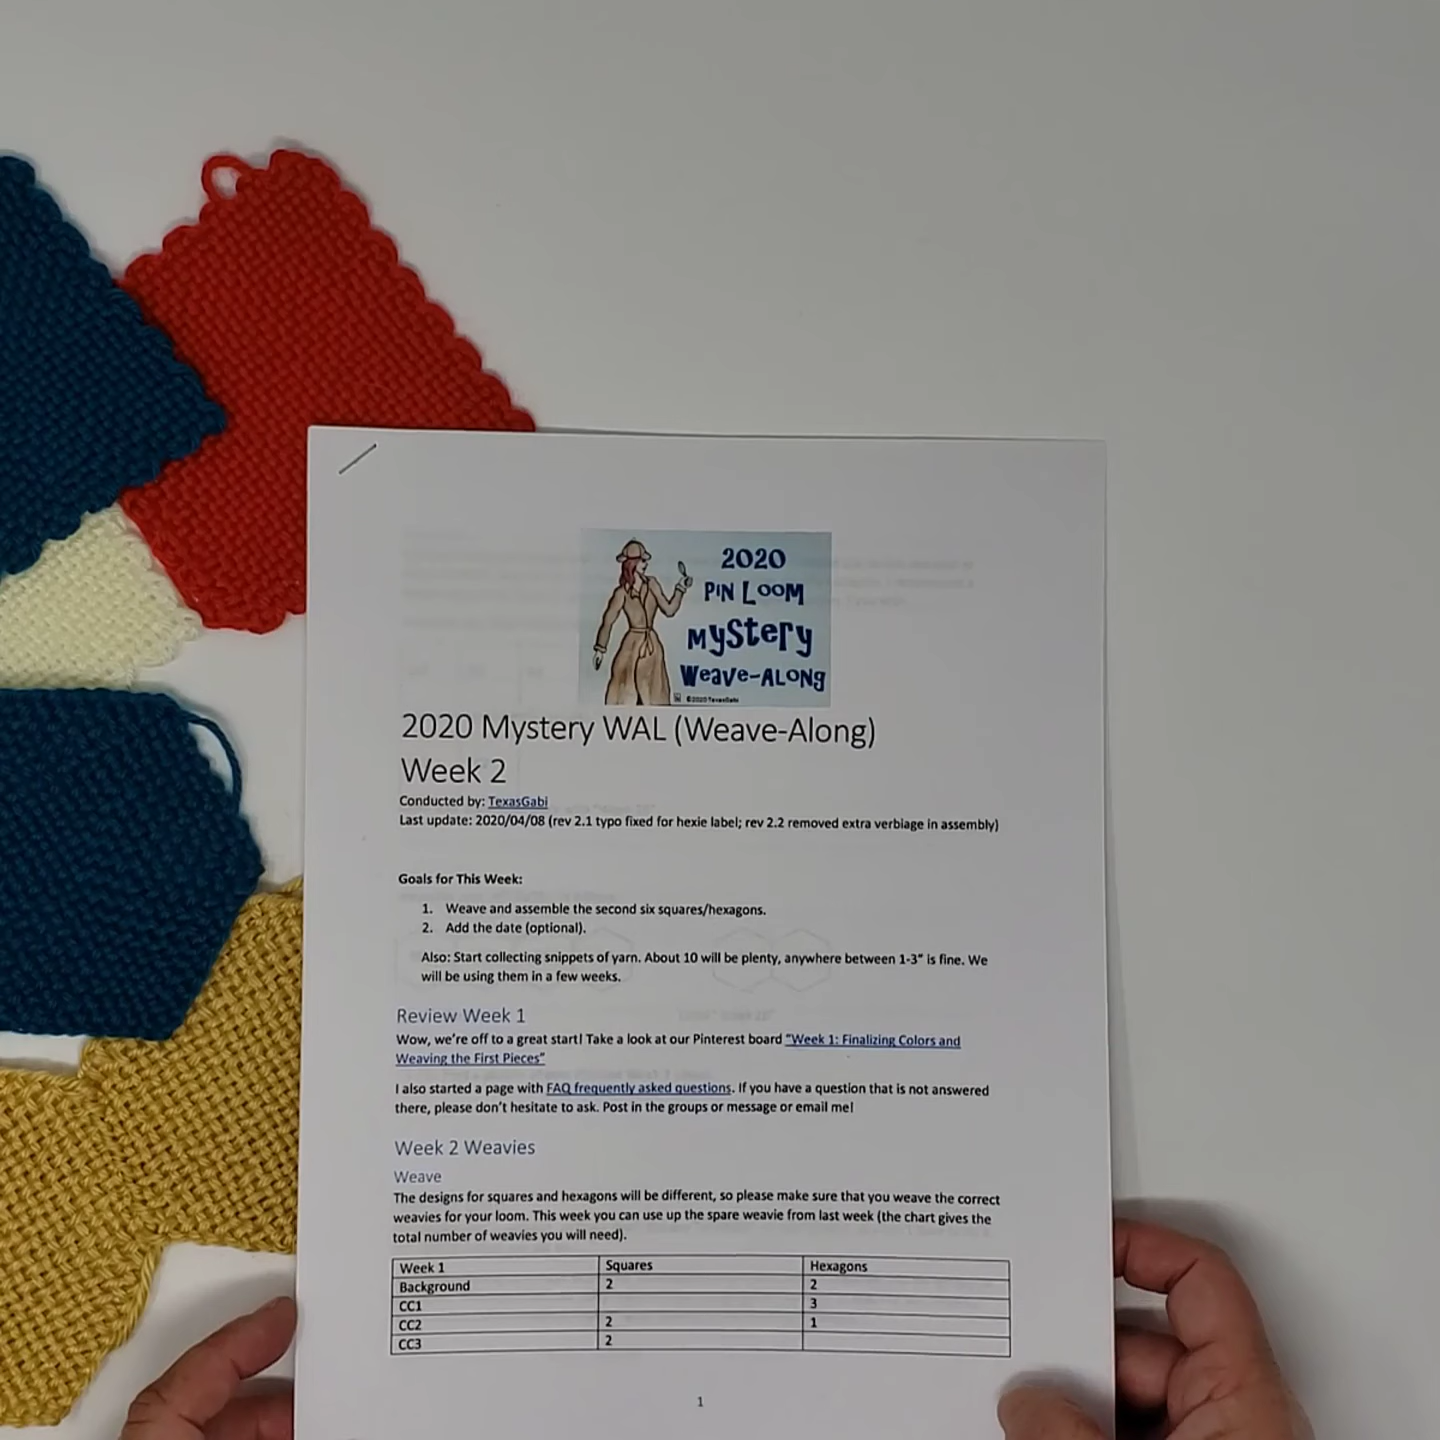 2020
PIN LOOM
MYSTERY
WEAVE-ALONG
©2020 TexasGabi
2020 Mystery WAL (Weave-Along)
Week 2
Conducted by: TexasGabi
Last update: 2020/04/08 (rev 2.1 typo fixed for hexie label; rev 2.2 removed extra verbiage in assembly)
Goals for This Week:
1. Weave and assemble the second six squares/hexagons.
2. Add the date (optional).
Also: Start collecting snippets of yarn. About 10 will be plenty, anywhere between 1-3" is fine. We
will be using them in a few weeks.
Review Week 1
Wow, we're off to a great start! Take a look at our Pinterest board "Week 1: Finalizing Colors and
Weaving the First Pieces"
I also started a page with FAQ frequently asked questions. If you have a question that is not answered
there, please don't hesitate to ask. Post in the groups or message or email me!
Week 2 Weavies
Weave
The designs for squares and hexagons will be different, so please make sure that you weave the correct
weavies for your loom. This week you can use up the spare weavie from last week (the chart gives the
total number of weavies you will need).
Week 1 Squares Hexagons
Background 2 2
CC1 3
CC2 2 1
CC3 2
1